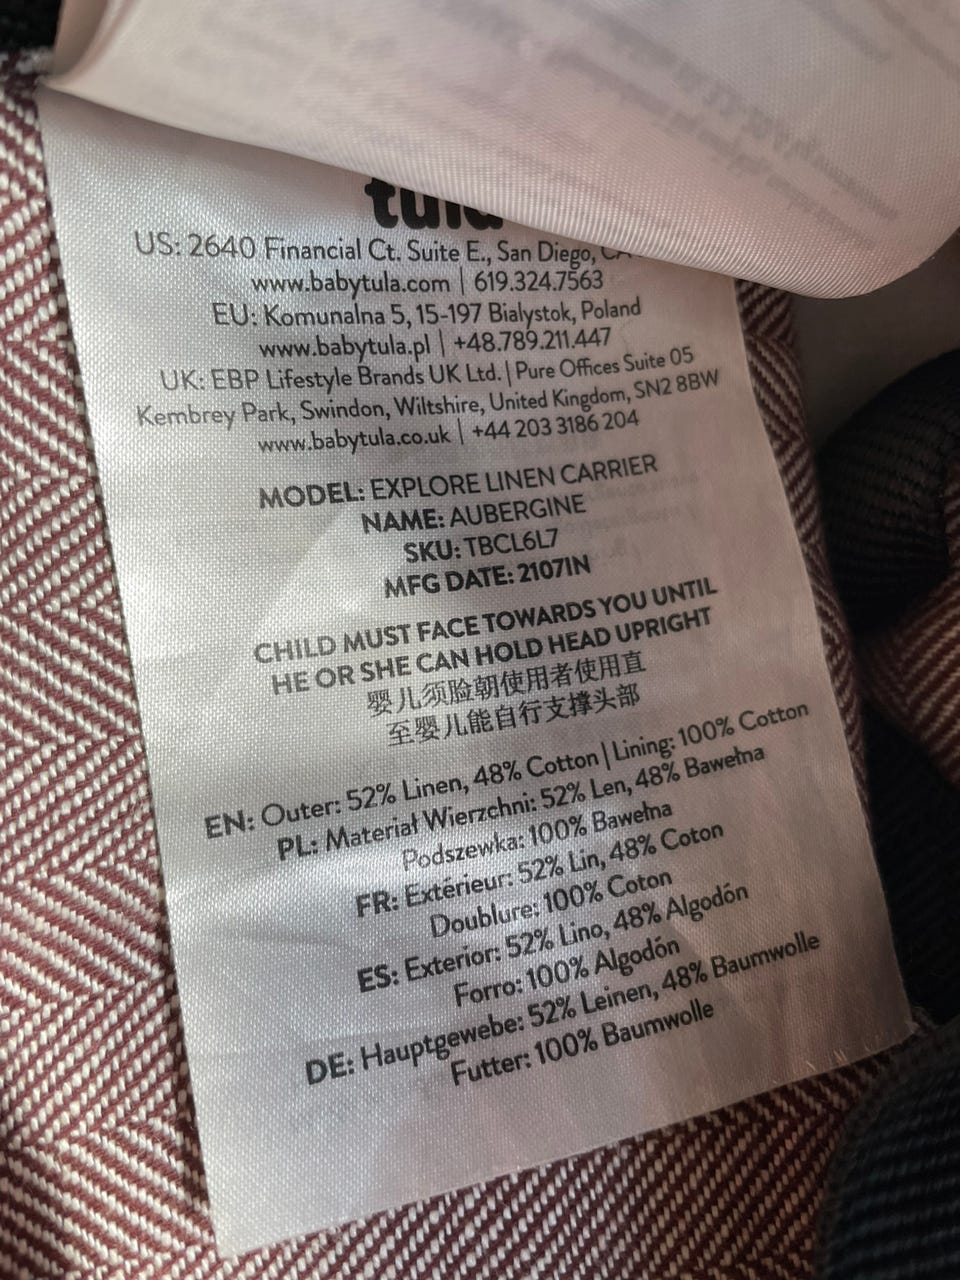 tula
US: 2640 Financial Ct. Suite E., San Diego, CA
www.babytula.com | 619.324.7563
EU: Komunalna 5, 15-197 Bialystok, Poland
www.babytula.pl | +48.789.211.447
UK: EBP Lifestyle Brands UK Ltd. | Pure Offices Suite 05
Kembrey Park, Swindon, Wiltshire, United Kingdom, SN2 8BW
www.babytula.co.uk | +44 203 3186 204
MODEL: EXPLORE LINEN CARRIER
NAME: AUBERGINE
SKU: TBCL6L7
MFG DATE: 2107IN
CHILD MUST FACE TOWARDS YOU UNTIL
HE OR SHE CAN HOLD HEAD UPRIGHT
婴儿须脸朝使用者使用直
至婴儿能自行支撑头部
EN: Outer: 52% Linen, 48% Cotton | Lining: 100% Cotton
PL: Materiał Wierzchni: 52% Len, 48% Bawełna
Podszewka: 100% Bawełna
FR: Extérieur: 52% Lin, 48% Coton
Doublure: 100% Coton
ES: Exterior: 52% Lino, 48% Algodón
Forro: 100% Algodón
DE: Hauptgewebe: 52% Leinen, 48% Baumwolle
Futter: 100% Baumwolle